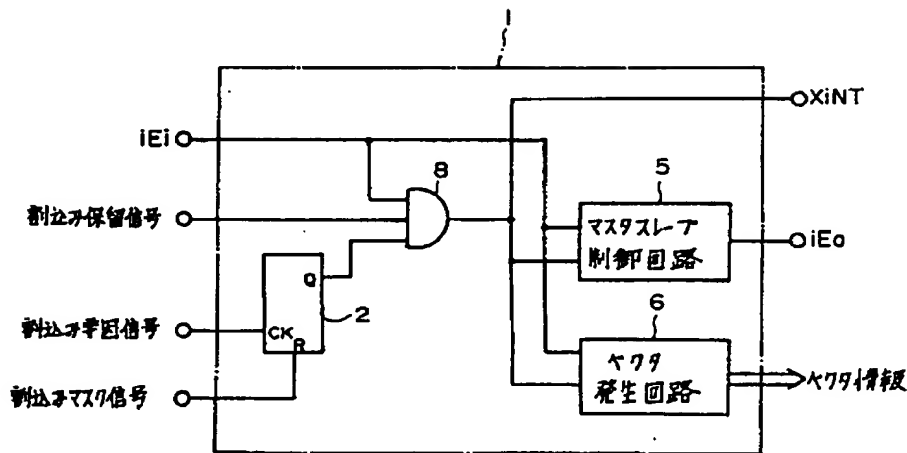 1
XiNT
iEi
8
5
割込み保留信号
マスタスレーブ
制御回路
iEo
Q
2
6
割込み要因信号
CK
R
ベクタ
発生回路
ベクタ情報
割込みマスク信号